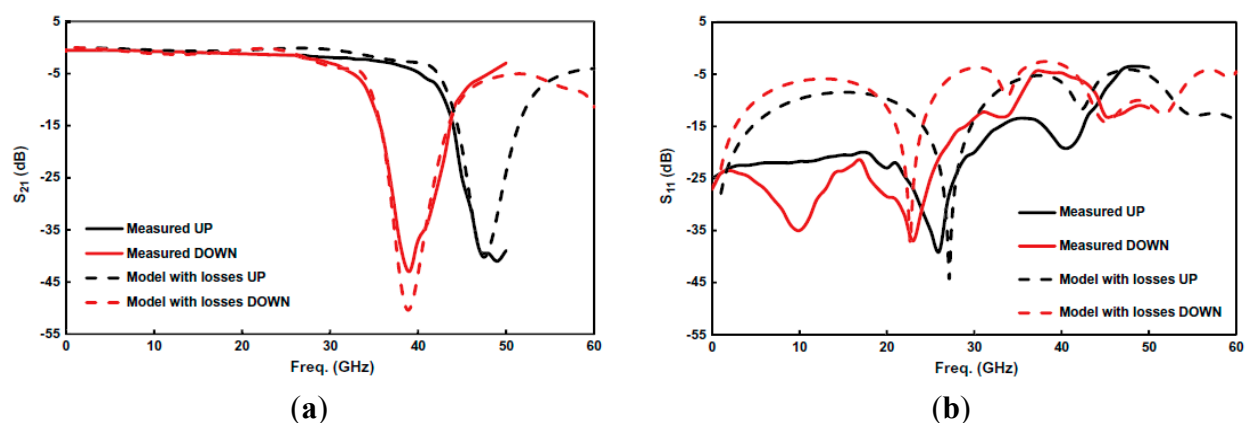 5
-5
-15
-25
-35
-45
-55
S21 (dB)
Measured UP
Measured DOWN
Model with losses UP
Model with losses DOWN
0 10 20 30 40 50 60
Freq. (GHz)
(a)
5
-5
-15
-25
-35
-45
-55
S11 (dB)
Measured UP
Measured DOWN
Model with losses UP
Model with losses DOWN
0 10 20 30 40 50 60
Freq. (GHz)
(b)